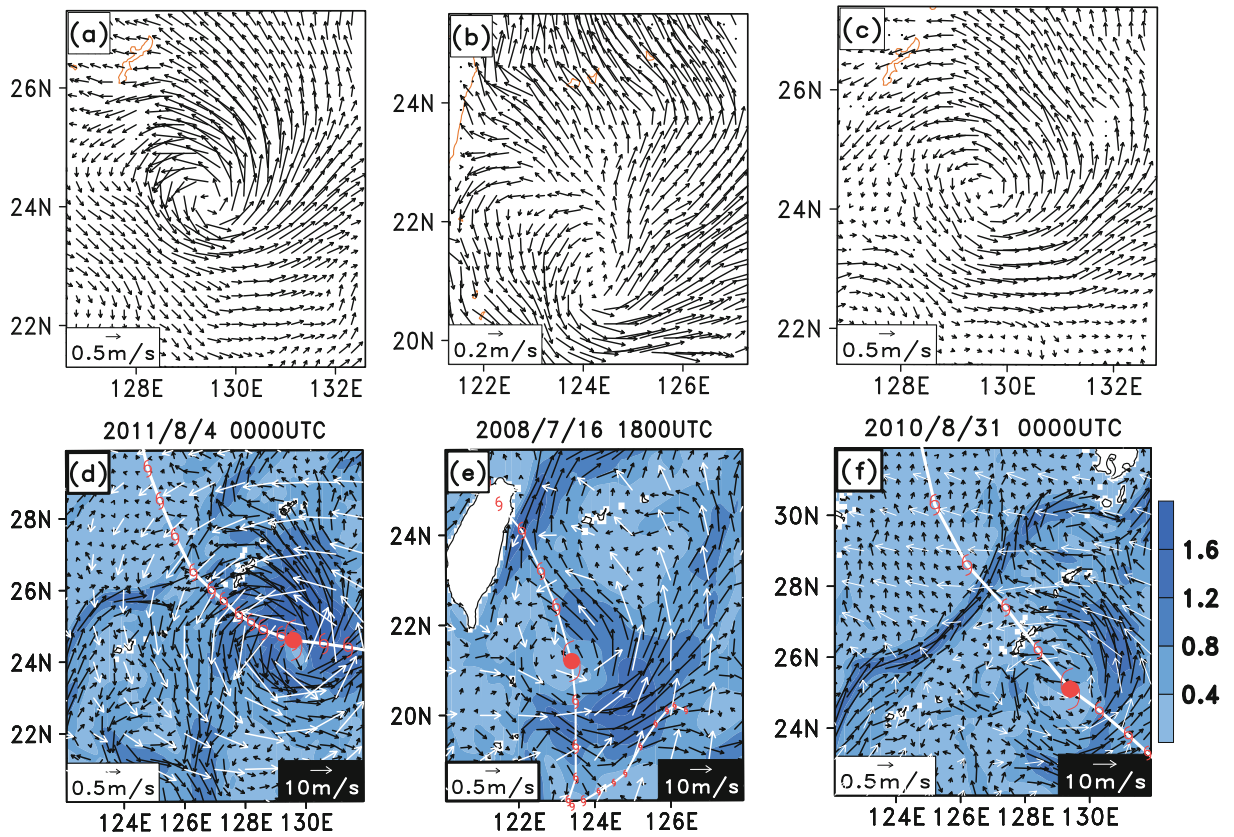 (a) (b) (c)
26N 24N 26N
24N 22N 24N
22N 20N 22N
0.5m/s 0.2m/s 0.5m/s
128E 130E 132E 122E 124E 126E 128E 130E 132E
2011/8/4 0000UTC 2008/7/16 1800UTC 2010/8/31 0000UTC
(d) (e) (f)
28N 24N 30N
26N 22N 28N
24N 20N 26N
22N 24N
1.6
1.2
0.8
0.4
0.5m/s 10m/s 0.5m/s 10m/s 0.5m/s 10m/s
124E 126E 128E 130E 122E 124E 126E 124E 126E 128E 130E